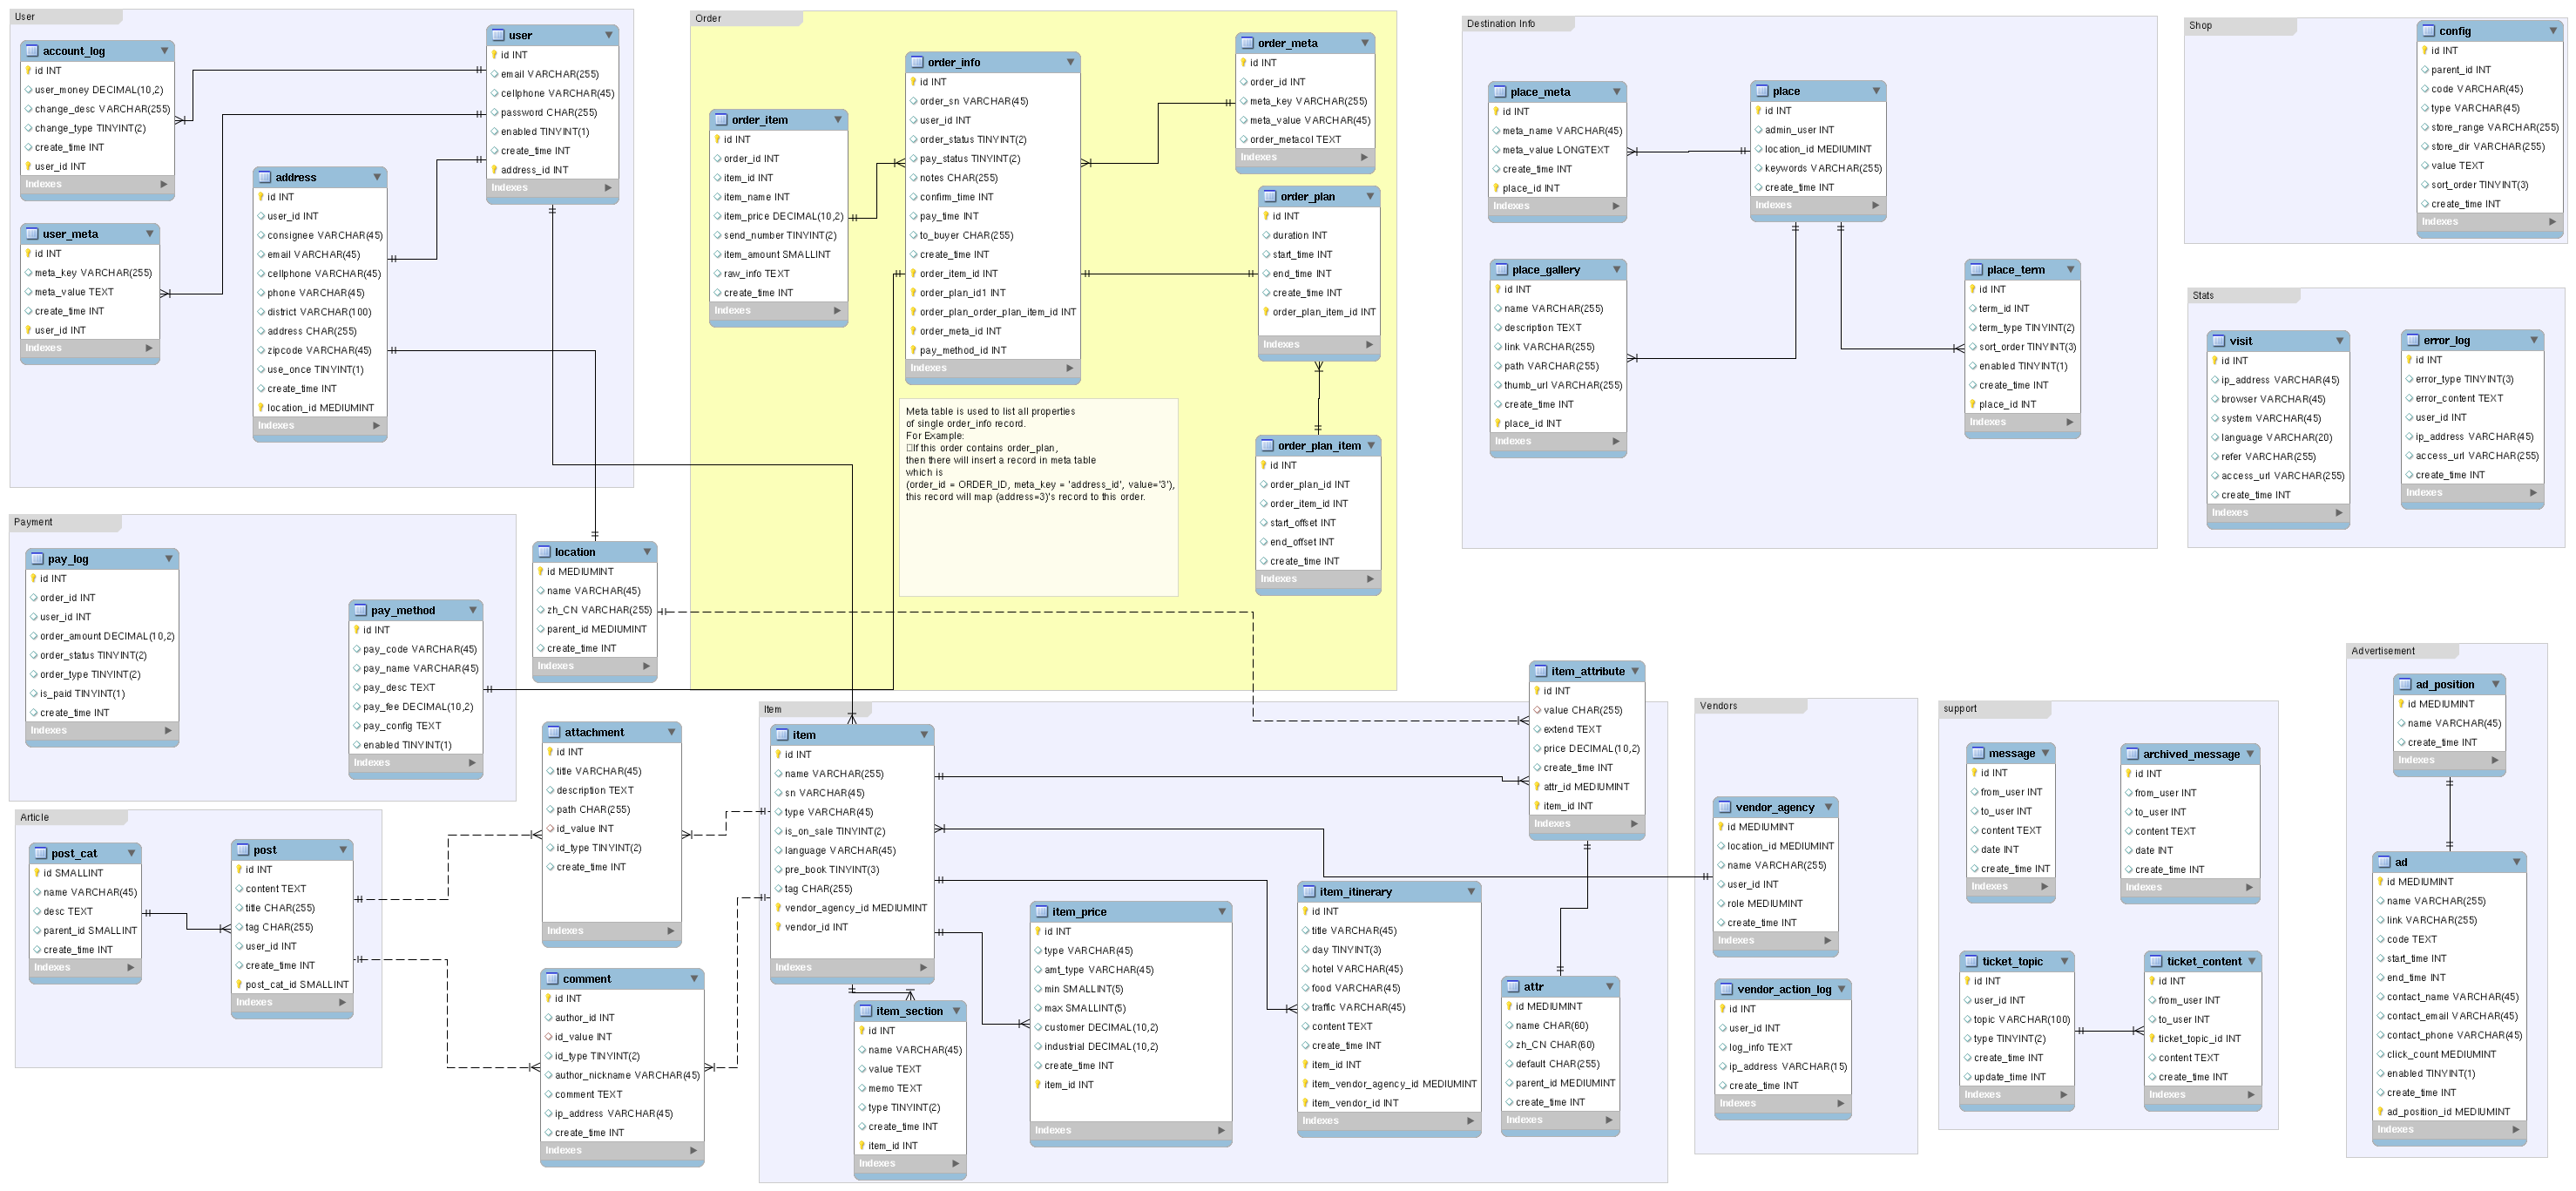 User
account_log
id INT
user_money DECIMAL(10,2)
change_desc VARCHAR(255)
change_type TINYINT(2)
create_time INT
user_id INT
Indexes
user
id INT
email VARCHAR(255)
cellphone VARCHAR(45)
password CHAR(255)
enabled TINYINT(1)
create_time INT
address_id INT
Indexes
address
id INT
user_id INT
consignee VARCHAR(45)
email VARCHAR(45)
cellphone VARCHAR(45)
phone VARCHAR(45)
district VARCHAR(100)
address CHAR(255)
zipcode VARCHAR(45)
use_once TINYINT(1)
create_time INT
location_id MEDIUMINT
Indexes
user_meta
id INT
meta_key VARCHAR(255)
meta_value TEXT
create_time INT
user_id INT
Indexes
Order
order_item
id INT
order_id INT
item_id INT
item_name INT
item_price DECIMAL(10,2)
send_number TINYINT(2)
item_amount SMALLINT
raw_info TEXT
create_time INT
Indexes
order_info
id INT
order_sn VARCHAR(45)
user_id INT
order_status TINYINT(2)
pay_status TINYINT(2)
notes CHAR(255)
confirm_time INT
pay_time INT
to_buyer CHAR(255)
create_time INT
order_item_id INT
order_plan_id1 INT
order_plan_order_plan_item_id INT
order_meta_id INT
pay_method_id INT
Indexes
order_meta
id INT
order_id INT
meta_key VARCHAR(255)
meta_value VARCHAR(45)
order_metacol TEXT
Indexes
order_plan
id INT
duration INT
start_time INT
end_time INT
create_time INT
order_plan_item_id INT
Indexes
Meta table is used to list all properties
of single order_info record.
For Example:
□If this order contains order_plan,
then there will insert a record in meta table
which is
(order_id = ORDER_ID, meta_key = 'address_id', value='3'),
this record will map (address=3)'s record to this order.
order_plan_item
id INT
order_plan_id INT
order_item_id INT
start_offset INT
end_offset INT
create_time INT
Indexes
Destination Info
place_meta
id INT
meta_name VARCHAR(45)
meta_value LONGTEXT
create_time INT
place_id INT
Indexes
place
id INT
admin_user INT
location_id MEDIUMINT
keywords VARCHAR(255)
create_time INT
Indexes
place_gallery
id INT
name VARCHAR(255)
description TEXT
link VARCHAR(255)
path VARCHAR(255)
thumb_url VARCHAR(255)
create_time INT
place_id INT
Indexes
place_term
id INT
term_id INT
term_type TINYINT(2)
sort_order TINYINT(3)
enabled TINYINT(1)
create_time INT
place_id INT
Indexes
Shop
config
id INT
parent_id INT
code VARCHAR(45)
type VARCHAR(45)
store_range VARCHAR(255)
store_dir VARCHAR(255)
value TEXT
sort_order TINYINT(3)
create_time INT
Indexes
Stats
visit
id INT
ip_address VARCHAR(45)
browser VARCHAR(45)
system VARCHAR(45)
language VARCHAR(20)
refer VARCHAR(255)
access_url VARCHAR(255)
create_time INT
Indexes
error_log
id INT
error_type TINYINT(3)
error_content TEXT
user_id INT
ip_address VARCHAR(45)
access_url VARCHAR(255)
create_time INT
Indexes
Payment
pay_log
id INT
order_id INT
user_id INT
order_amount DECIMAL(10,2)
order_status TINYINT(2)
order_type TINYINT(2)
is_paid TINYINT(1)
create_time INT
Indexes
pay_method
id INT
pay_code VARCHAR(45)
pay_name VARCHAR(45)
pay_desc TEXT
pay_fee DECIMAL(10,2)
pay_config TEXT
enabled TINYINT(1)
Indexes
location
id MEDIUMINT
name VARCHAR(45)
zh_CN VARCHAR(255)
parent_id MEDIUMINT
create_time INT
Indexes
Article
post_cat
id SMALLINT
name VARCHAR(45)
desc TEXT
parent_id SMALLINT
create_time INT
Indexes
post
id INT
content TEXT
title CHAR(255)
tag CHAR(255)
user_id INT
create_time INT
post_cat_id SMALLINT
Indexes
attachment
id INT
title VARCHAR(45)
description TEXT
path CHAR(255)
id_value INT
id_type TINYINT(2)
create_time INT
Indexes
comment
id INT
author_id INT
id_value INT
id_type TINYINT(2)
author_nickname VARCHAR(45)
comment TEXT
ip_address VARCHAR(45)
create_time INT
Indexes
Item
item
id INT
name VARCHAR(255)
sn VARCHAR(45)
type VARCHAR(45)
is_on_sale TINYINT(2)
language VARCHAR(45)
pre_book TINYINT(3)
tag CHAR(255)
vendor_agency_id MEDIUMINT
vendor_id INT
Indexes
item_section
id INT
name VARCHAR(45)
value TEXT
memo TEXT
type TINYINT(2)
create_time INT
item_id INT
Indexes
item_price
id INT
type VARCHAR(45)
amt_type VARCHAR(45)
min SMALLINT(5)
max SMALLINT(5)
customer DECIMAL(10,2)
industrial DECIMAL(10,2)
create_time INT
item_id INT
Indexes
item_itinerary
id INT
title VARCHAR(45)
day TINYINT(3)
hotel VARCHAR(45)
food VARCHAR(45)
traffic VARCHAR(45)
content TEXT
create_time INT
item_id INT
item_vendor_agency_id MEDIUMINT
item_vendor_id INT
Indexes
item_attribute
id INT
value CHAR(255)
extend TEXT
price DECIMAL(10,2)
create_time INT
attr_id MEDIUMINT
item_id INT
Indexes
attr
id MEDIUMINT
name CHAR(60)
zh_CN CHAR(60)
default CHAR(255)
parent_id MEDIUMINT
create_time INT
Indexes
Vendors
vendor_agency
id MEDIUMINT
location_id MEDIUMINT
name VARCHAR(255)
user_id INT
role MEDIUMINT
create_time INT
Indexes
vendor_action_log
id INT
user_id INT
log_info TEXT
ip_address VARCHAR(15)
create_time INT
Indexes
support
message
id INT
from_user INT
to_user INT
content TEXT
date INT
create_time INT
Indexes
archived_message
id INT
from_user INT
to_user INT
content TEXT
date INT
create_time INT
Indexes
ticket_topic
id INT
user_id INT
topic VARCHAR(100)
type TINYINT(2)
create_time INT
update_time INT
Indexes
ticket_content
id INT
from_user INT
to_user INT
ticket_topic_id INT
content TEXT
create_time INT
Indexes
Advertisement
ad_position
id MEDIUMINT
name VARCHAR(45)
create_time INT
Indexes
ad
id MEDIUMINT
name VARCHAR(255)
link VARCHAR(255)
code TEXT
start_time INT
end_time INT
contact_name VARCHAR(45)
contact_email VARCHAR(45)
contact_phone VARCHAR(45)
click_count MEDIUMINT
enabled TINYINT(1)
create_time INT
ad_position_id MEDIUMINT
Indexes